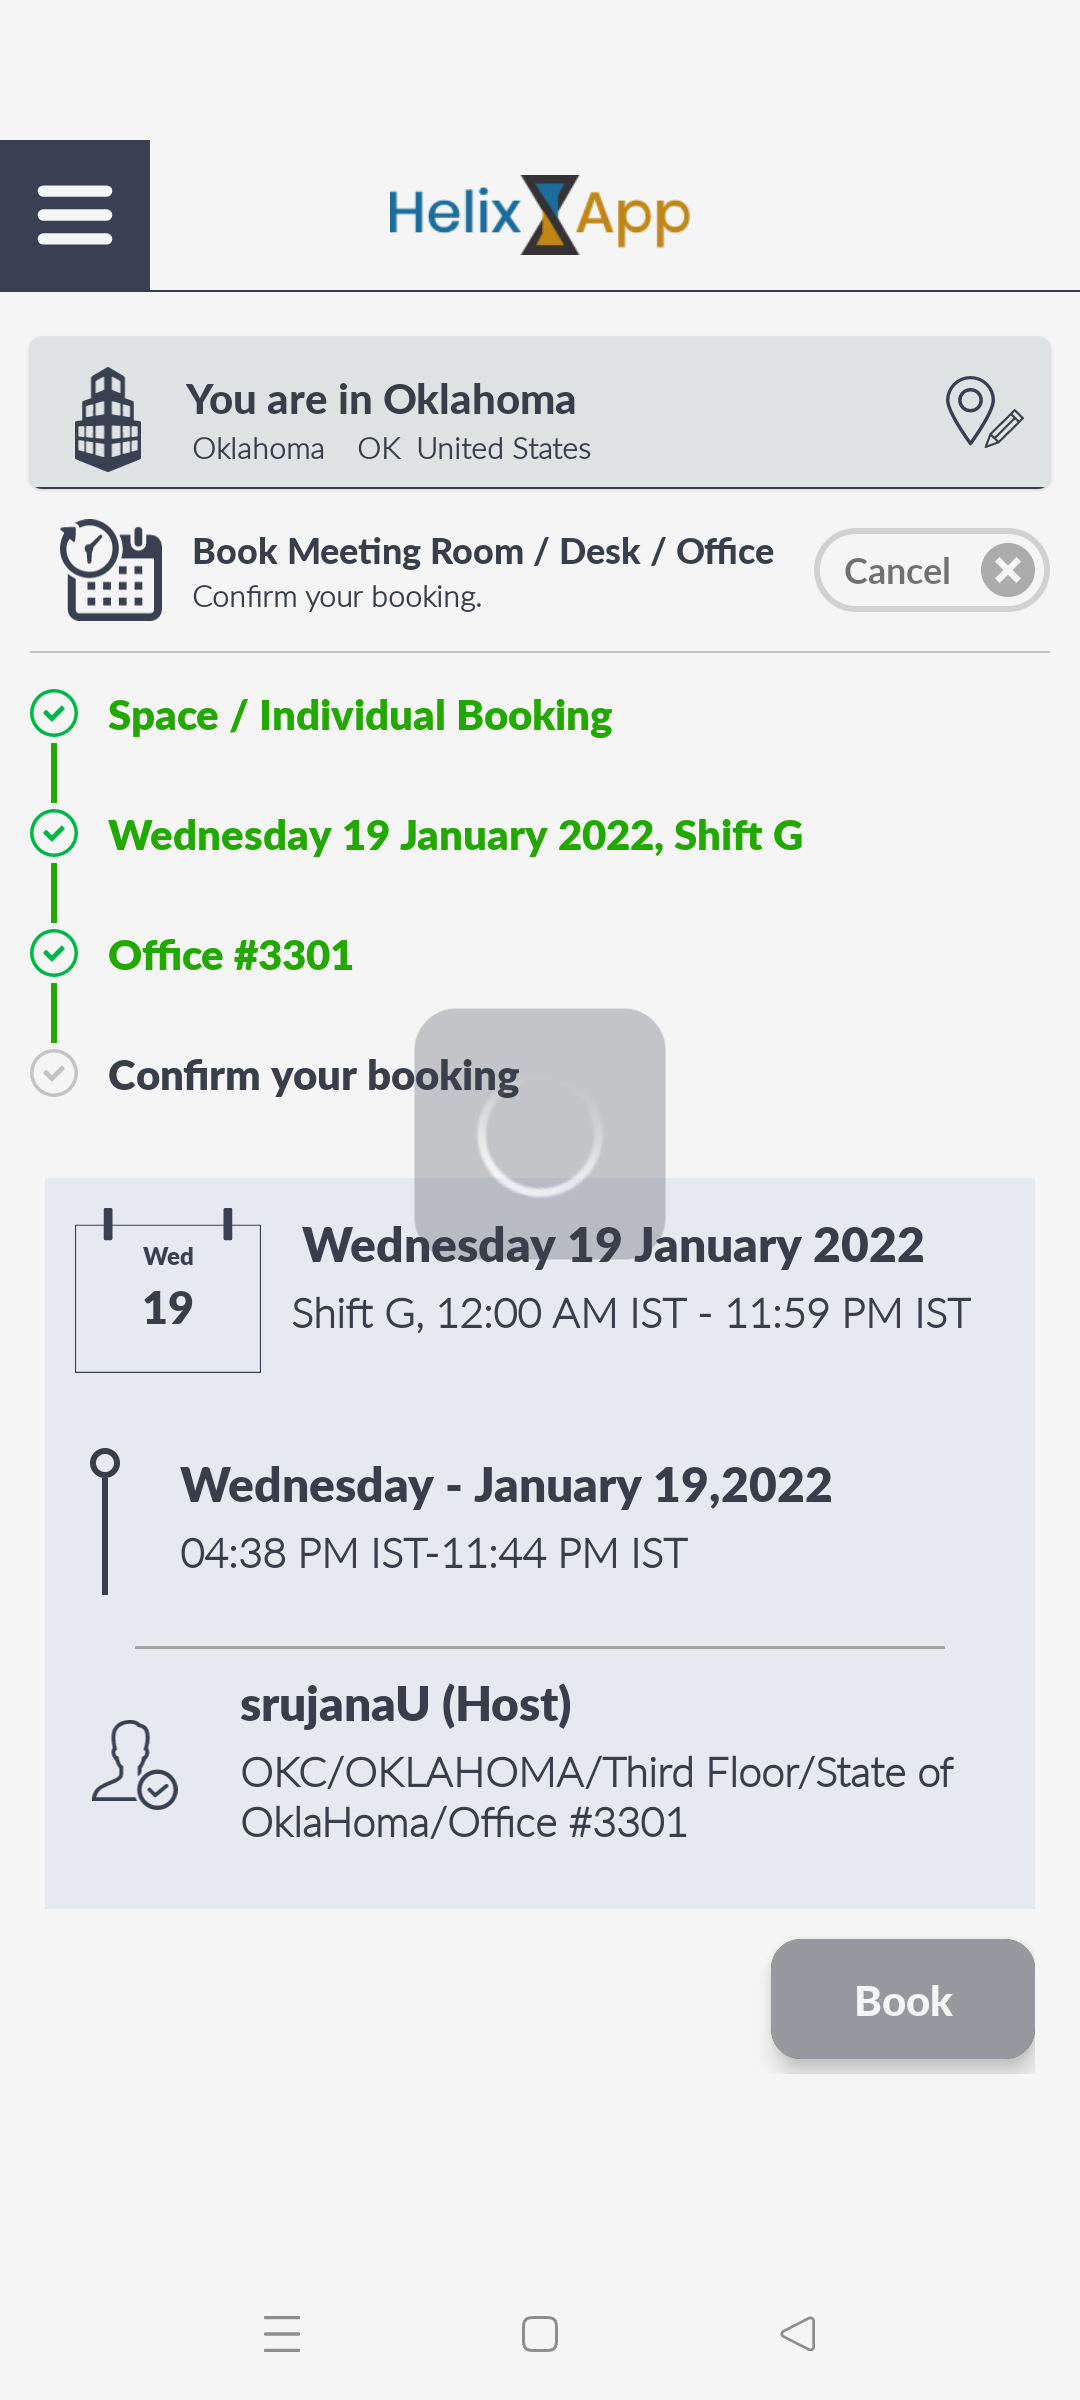 Helix App
You are in Oklahoma
Oklahoma OK United States
Book Meeting Room / Desk / Office
Confirm your booking.
Cancel
Space / Individual Booking
Wednesday 19 January 2022, Shift G
Office #3301
Confirm your booking
Wed
19
Wednesday 19 January 2022
Shift G, 12:00 AM IST - 11:59 PM IST
Wednesday - January 19,2022
04:38 PM IST-11:44 PM IST
srujanaU (Host)
OKC/OKLAHOMA/Third Floor/State of
OklaHoma/Office #3301
Book